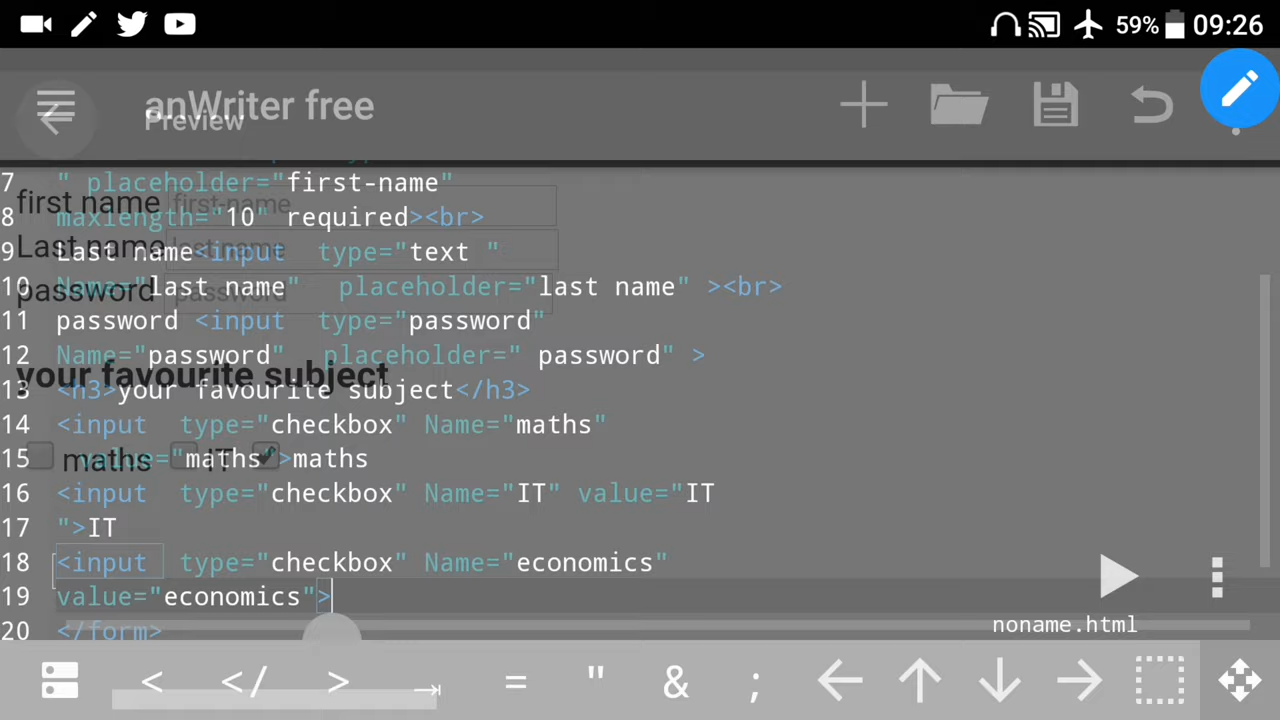 59% 09:26
anWriter free
Preview
7 " placeholder="first-name"
first name first-name
8 maxlength="10" required><br>
9 Last name<input type="text "
Last name
10 Name="last name" placeholder="last name" ><br>
password password
11 password <input type="password"
12 Name="password" placeholder=" password" >
your favourite subject
13 <h3>your favourite subject</h3>
14 <input type="checkbox" Name="maths"
15 value="maths">maths
maths IT
16 <input type="checkbox" Name="IT" value="IT
17 ">IT
18 <input type="checkbox" Name="economics"
19 value="economics">
20 </form>
noname.html
< </ > = " & ;